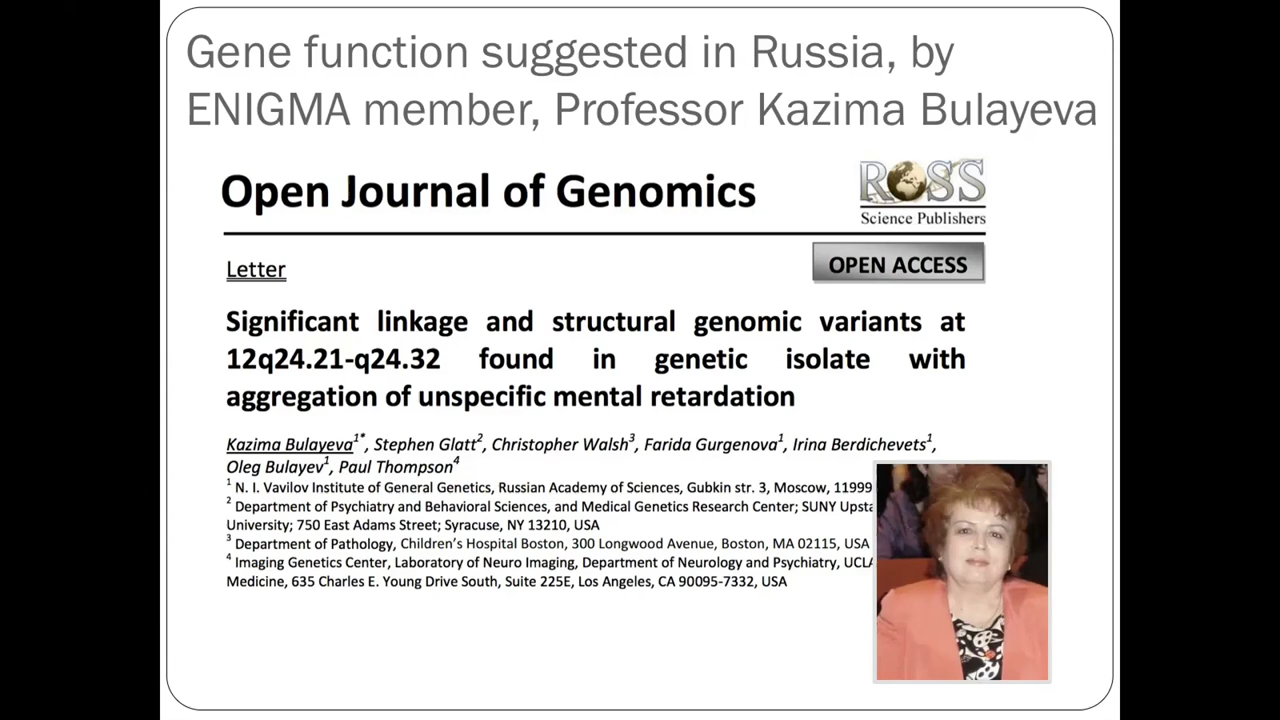 Gene function suggested in Russia, by
ENIGMA member, Professor Kazima Bulayeva
Open Journal of Genomics
ROSS
Science Publishers
OPEN ACCESS
Letter
Significant linkage and structural genomic variants at
12q24.21-q24.32 found in genetic isolate with
aggregation of unspecific mental retardation
Kazima Bulayeva1*, Stephen Glatt2, Christopher Walsh3, Farida Gurgenova1, Irina Berdichevets1,
Oleg Bulayev1, Paul Thompson4
1 N. I. Vavilov Institute of General Genetics, Russian Academy of Sciences, Gubkin str. 3, Moscow, 11999
2 Department of Psychiatry and Behavioral Sciences, and Medical Genetics Research Center; SUNY Upsta
University; 750 East Adams Street; Syracuse, NY 13210, USA
3 Department of Pathology, Children's Hospital Boston, 300 Longwood Avenue, Boston, MA 02115, USA
4 Imaging Genetics Center, Laboratory of Neuro Imaging, Department of Neurology and Psychiatry, UCLA
Medicine, 635 Charles E. Young Drive South, Suite 225E, Los Angeles, CA 90095-7332, USA